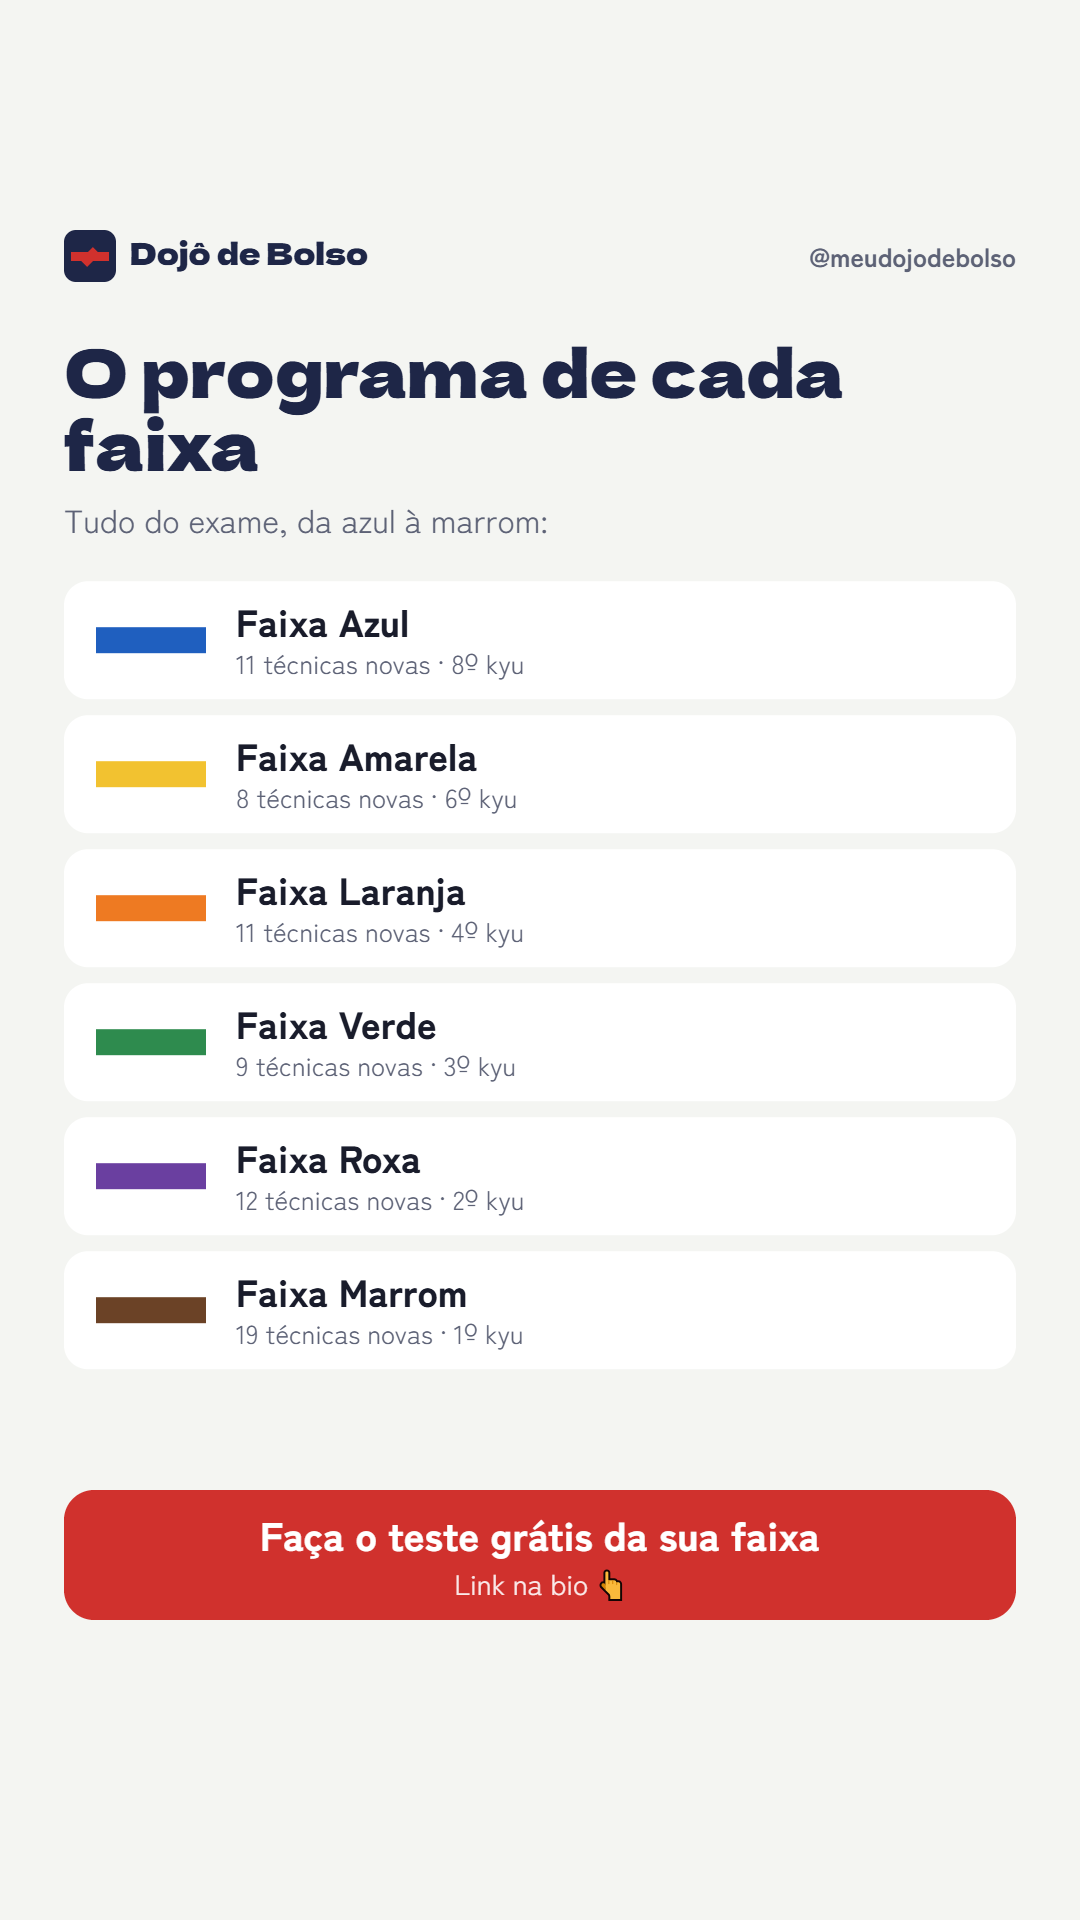 Dojô de Bolso
@meudojodebolso
O programa de cada
faixa
Tudo do exame, da azul à marrom:
Faixa Azul
11 técnicas novas · 8º kyu
Faixa Amarela
8 técnicas novas · 6º kyu
Faixa Laranja
11 técnicas novas · 4º kyu
Faixa Verde
9 técnicas novas · 3º kyu
Faixa Roxa
12 técnicas novas · 2º kyu
Faixa Marrom
19 técnicas novas · 1º kyu
Faça o teste grátis da sua faixa
Link na bio 👆